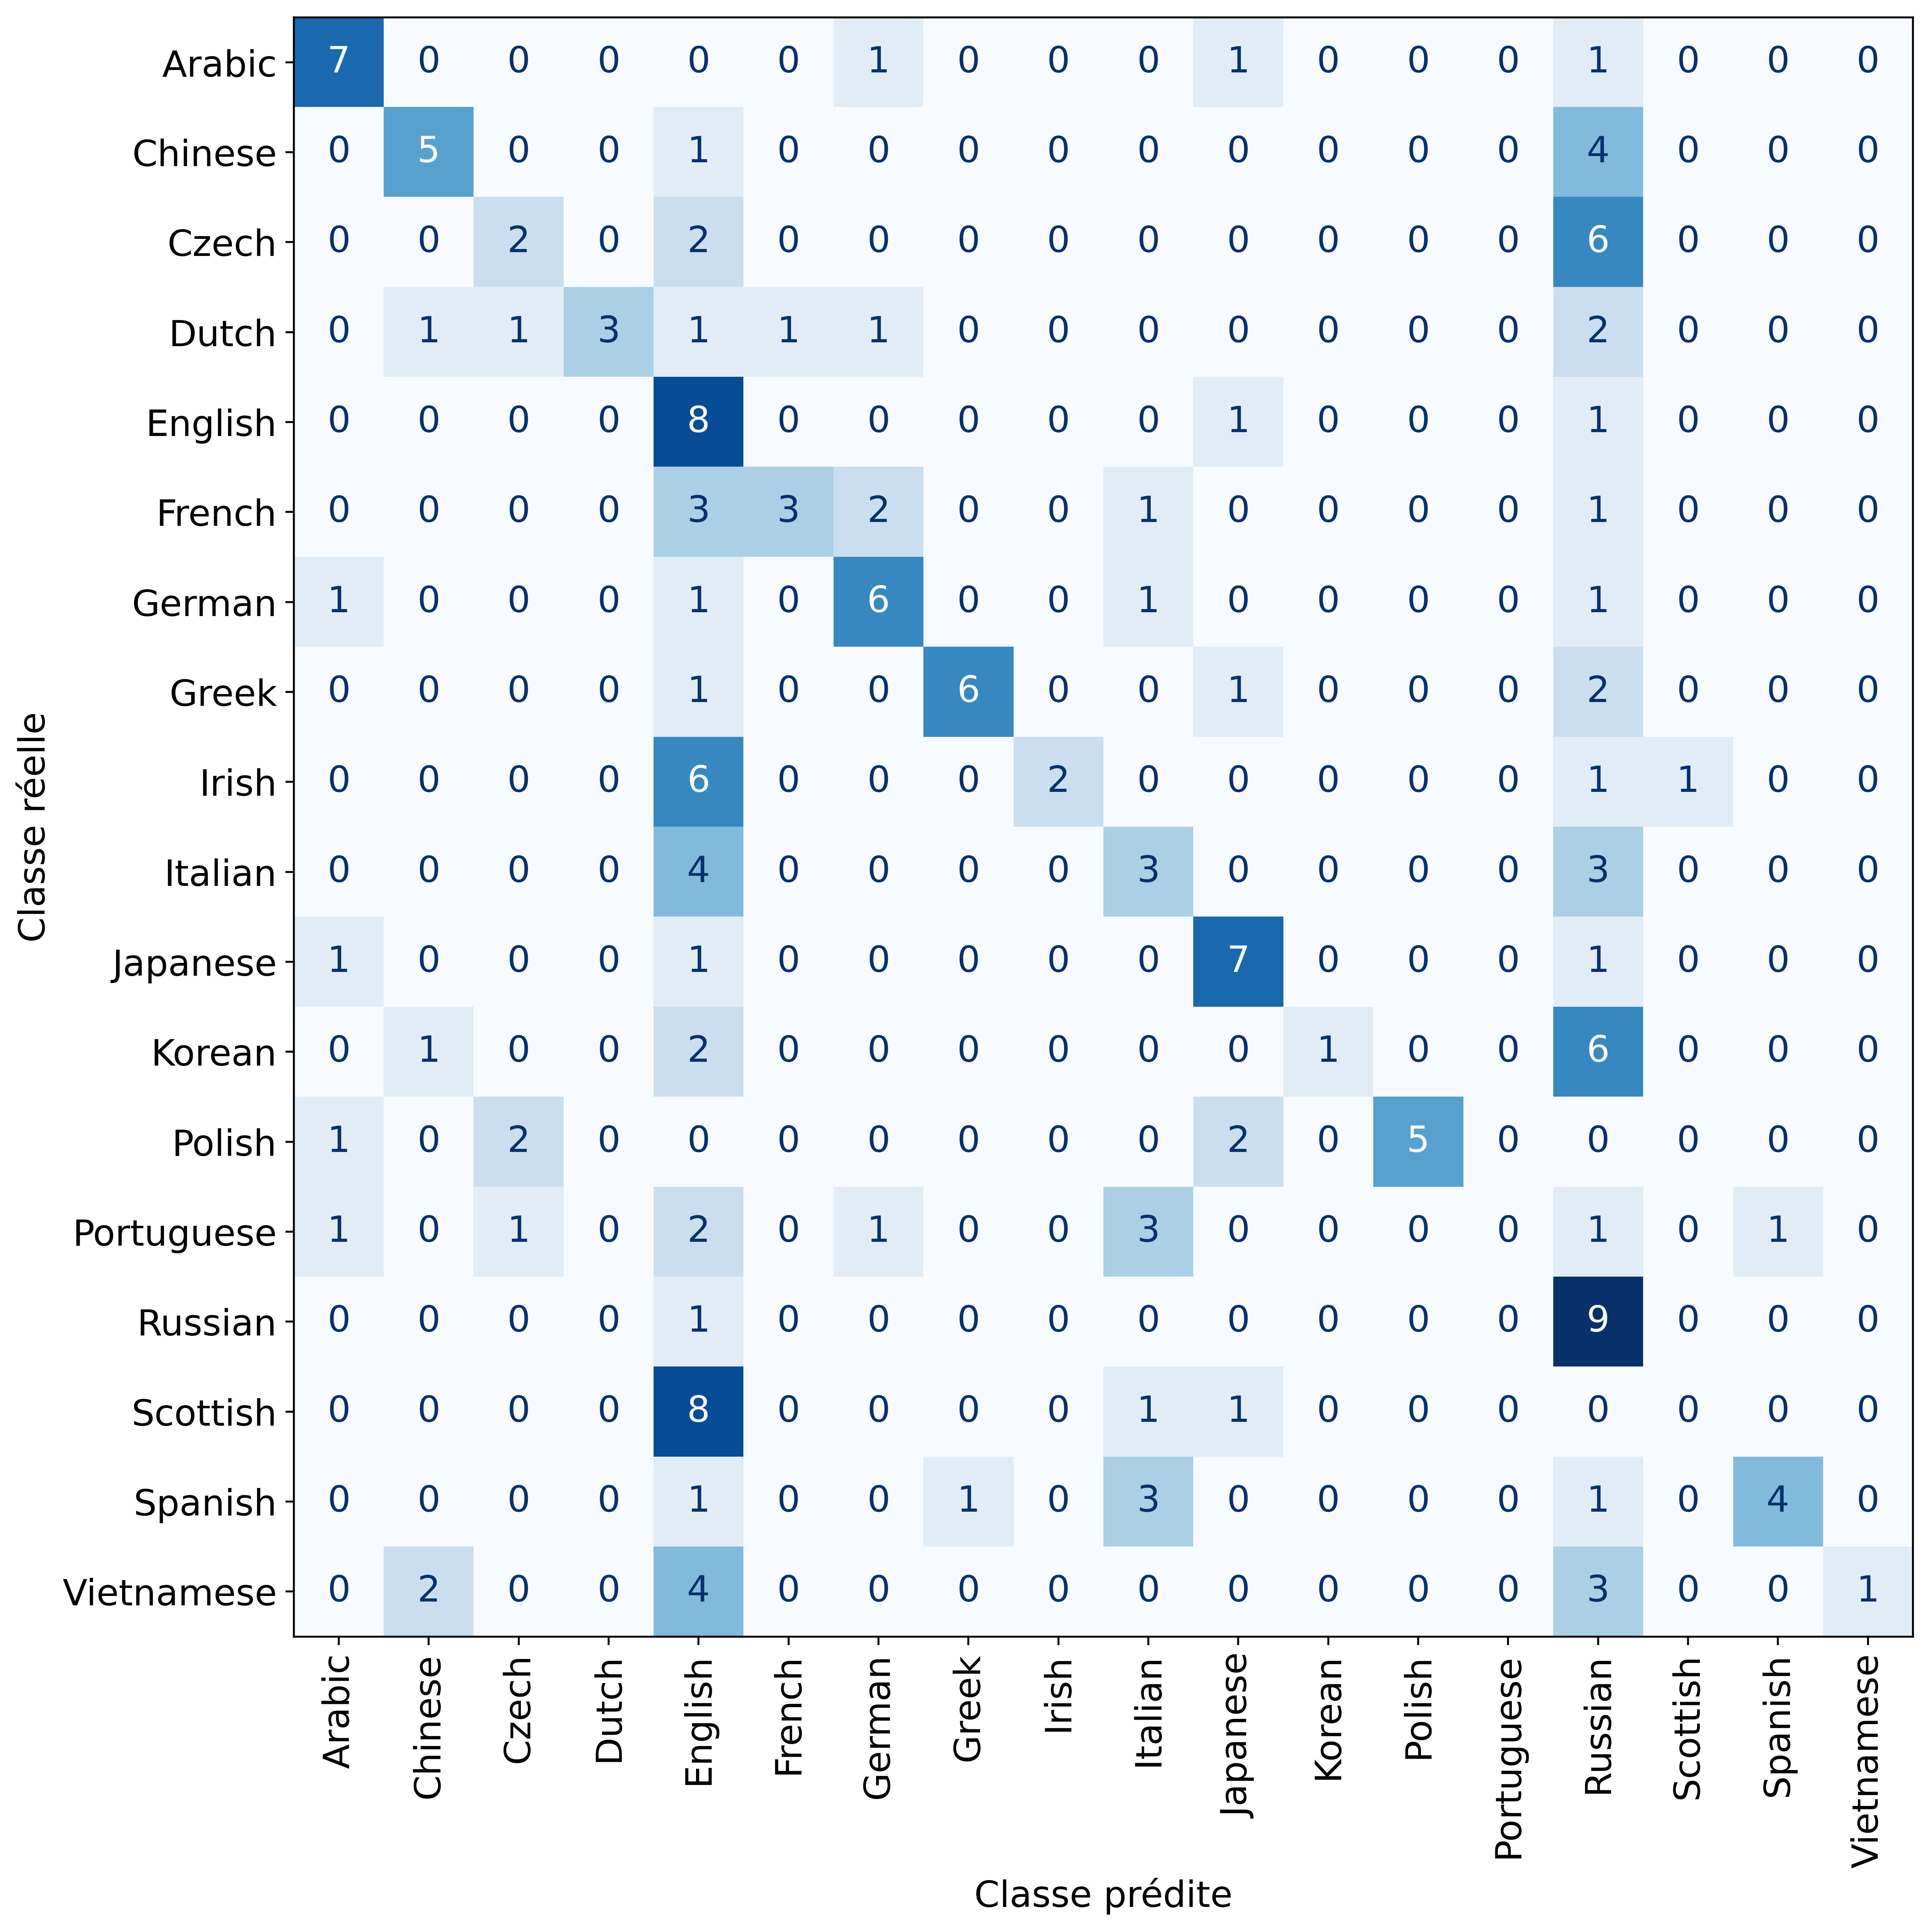 Classe réelle
Arabic 7 0 0 0 0 0 1 0 0 0 1 0 0 0 1 0 0 0
Chinese 0 5 0 0 1 0 0 0 0 0 0 0 0 0 4 0 0 0
Czech 0 0 2 0 2 0 0 0 0 0 0 0 0 0 6 0 0 0
Dutch 0 1 1 3 1 1 1 0 0 0 0 0 0 0 2 0 0 0
English 0 0 0 0 8 0 0 0 0 0 1 0 0 0 1 0 0 0
French 0 0 0 0 3 3 2 0 0 1 0 0 0 0 1 0 0 0
German 1 0 0 0 1 0 6 0 0 1 0 0 0 0 1 0 0 0
Greek 0 0 0 0 1 0 0 6 0 0 1 0 0 0 2 0 0 0
Irish 0 0 0 0 6 0 0 0 2 0 0 0 0 0 1 1 0 0
Italian 0 0 0 0 4 0 0 0 0 3 0 0 0 0 3 0 0 0
Japanese 1 0 0 0 1 0 0 0 0 0 7 0 0 0 1 0 0 0
Korean 0 1 0 0 2 0 0 0 0 0 0 1 0 0 6 0 0 0
Polish 1 0 2 0 0 0 0 0 0 0 2 0 5 0 0 0 0 0
Portuguese 1 0 1 0 2 0 1 0 0 3 0 0 0 0 1 0 1 0
Russian 0 0 0 0 1 0 0 0 0 0 0 0 0 0 9 0 0 0
Scottish 0 0 0 0 8 0 0 0 0 1 1 0 0 0 0 0 0 0
Spanish 0 0 0 0 1 0 0 1 0 3 0 0 0 0 1 0 4 0
Vietnamese 0 2 0 0 4 0 0 0 0 0 0 0 0 0 3 0 0 1
Arabic Chinese Czech Dutch English French German Greek Irish Italian Japanese Korean Polish Portuguese Russian Scottish Spanish Vietnamese
Classe prédite